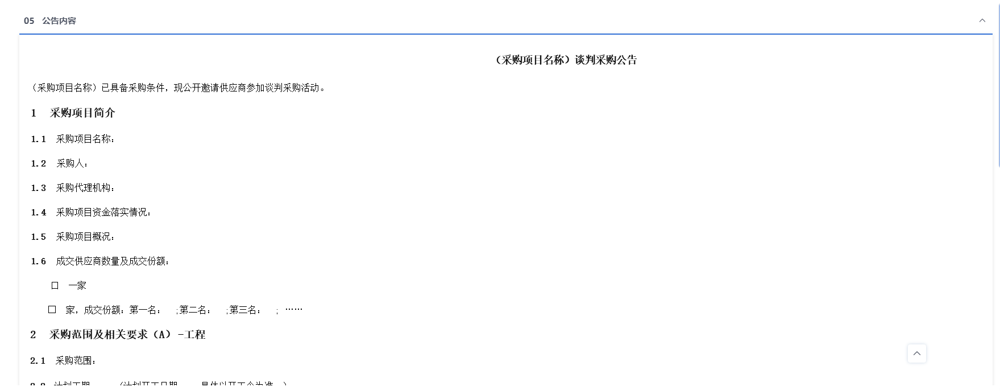 05 公告内容
（采购项目名称）谈判采购公告
（采购项目名称）已具备采购条件，现公开邀请供应商参加谈判采购活动。
1 采购项目简介
1.1 采购项目名称：
1.2 采购人：
1.3 采购代理机构：
1.4 采购项目资金落实情况：
1.5 采购项目概况：
1.6 成交供应商数量及成交份额：
□ 一家
□ 家，成交份额：第一名： ;第二名： ;第三名： ; ……
2 采购范围及相关要求（A）-工程
2.1 采购范围：
2.2 计划工期 （计划开工日期 具体以开工令为准 ）